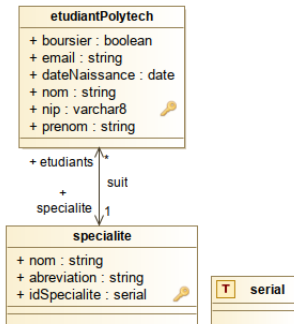 etudiantPolytech
+ boursier : boolean
+ email : string
+ dateNaissance : date
+ nom : string
+ nip : varchar8
+ prenom : string
+ etudiants *
suit
+
specialite 1
specialite
+ nom : string
+ abreviation : string
+ idSpecialite : serial
T serial